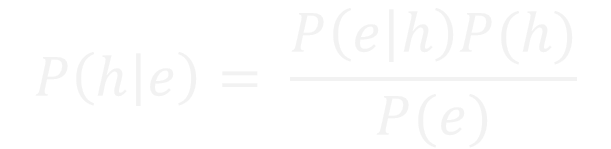 P(h|e) = P(e|h)P(h) / P(e)